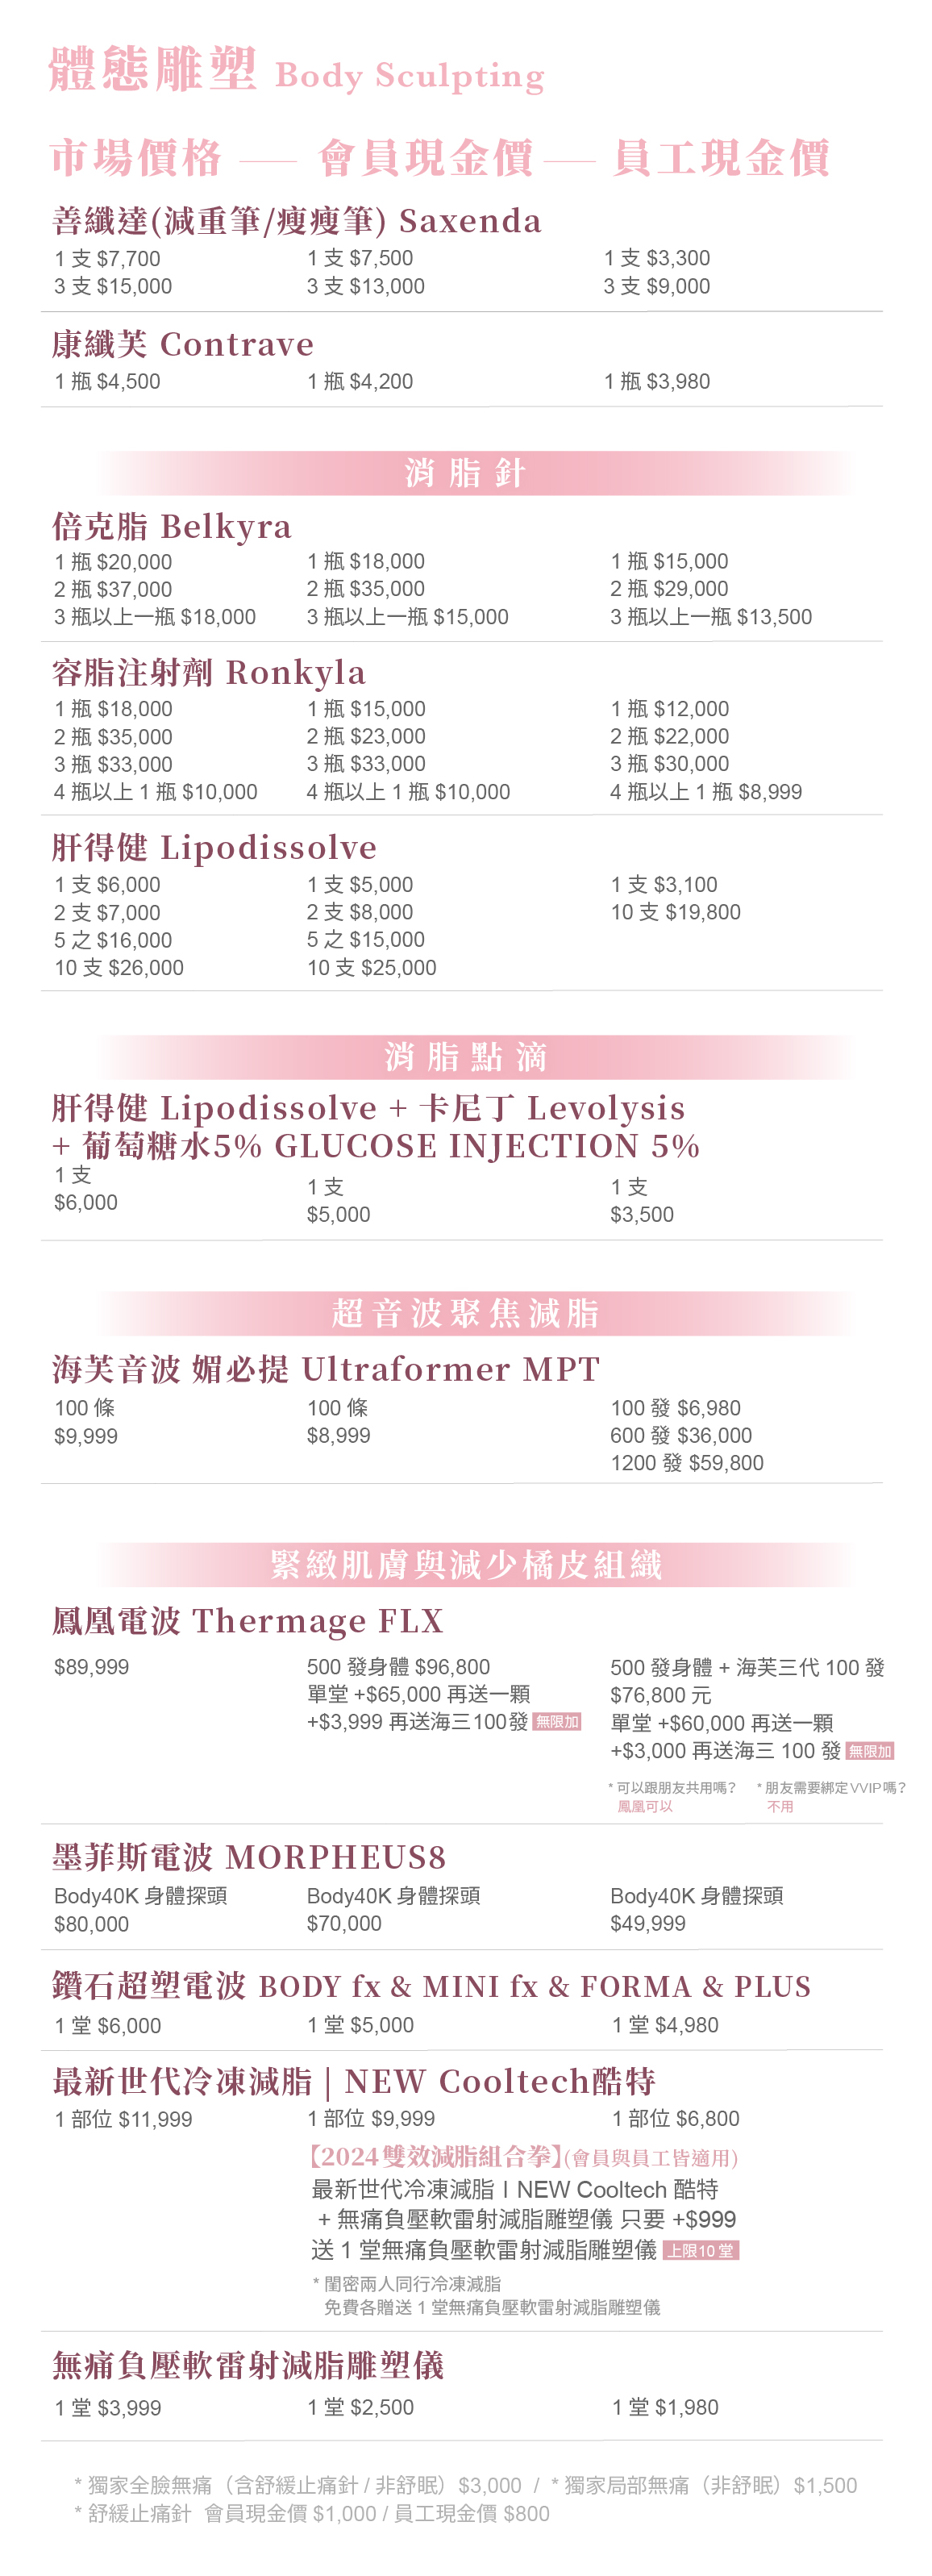 體態雕塑 Body Sculpting
市場價格 — 會員現金價 — 員工現金價
善纖達(減重筆/瘦瘦筆) Saxenda
1 支 $7,700 1 支 $7,500 1 支 $3,300
3 支 $15,000 3 支 $13,000 3 支 $9,000
康纖芙 Contrave
1 瓶 $4,500 1 瓶 $4,200 1 瓶 $3,980
消脂針
倍克脂 Belkyra
1 瓶 $20,000 1 瓶 $18,000 1 瓶 $15,000
2 瓶 $37,000 2 瓶 $35,000 2 瓶 $29,000
3 瓶以上一瓶 $18,000 3 瓶以上一瓶 $15,000 3 瓶以上一瓶 $13,500
容脂注射劑 Ronkyla
1 瓶 $18,000 1 瓶 $15,000 1 瓶 $12,000
2 瓶 $35,000 2 瓶 $23,000 2 瓶 $22,000
3 瓶 $33,000 3 瓶 $33,000 3 瓶 $30,000
4 瓶以上 1 瓶 $10,000 4 瓶以上 1 瓶 $10,000 4 瓶以上 1 瓶 $8,999
肝得健 Lipodissolve
1 支 $6,000 1 支 $5,000 1 支 $3,100
2 支 $7,000 2 支 $8,000 10 支 $19,800
5 之 $16,000 5 之 $15,000
10 支 $26,000 10 支 $25,000
消脂點滴
肝得健 Lipodissolve + 卡尼丁 Levolysis
+ 葡萄糖水5% GLUCOSE INJECTION 5%
1 支 1 支 1 支
$6,000 $5,000 $3,500
超音波聚焦減脂
海芙音波 媚必提 Ultraformer MPT
100 條 100 條 100 發 $6,980
$9,999 $8,999 600 發 $36,000
1200 發 $59,800
緊緻肌膚與減少橘皮組織
鳳凰電波 Thermage FLX
$89,999 500 發身體 $96,800 500 發身體 + 海芙三代 100 發
單堂 +$65,000 再送一顆 $76,800 元
+$3,999 再送海三100發 無限加 單堂 +$60,000 再送一顆
+$3,000 再送海三 100 發 無限加
* 可以跟朋友共用嗎? * 朋友需要綁定VVIP嗎?
鳳凰可以 不用
墨菲斯電波 MORPHEUS8
Body40K 身體探頭 Body40K 身體探頭 Body40K 身體探頭
$80,000 $70,000 $49,999
鑽石超塑電波 BODY fx & MINI fx & FORMA & PLUS
1 堂 $6,000 1 堂 $5,000 1 堂 $4,980
最新世代冷凍減脂 | NEW Cooltech酷特
1 部位 $11,999 1 部位 $9,999 1 部位 $6,800
【2024雙效減脂組合拳】(會員與員工皆適用)
最新世代冷凍減脂 I NEW Cooltech 酷特
+ 無痛負壓軟雷射減脂雕塑儀 只要 +$999
送 1 堂無痛負壓軟雷射減脂雕塑儀 上限10 堂
* 閨密兩人同行冷凍減脂
免費各贈送 1 堂無痛負壓軟雷射減脂雕塑儀
無痛負壓軟雷射減脂雕塑儀
1 堂 $3,999 1 堂 $2,500 1 堂 $1,980
* 獨家全臉無痛（含舒緩止痛針 / 非舒眠）$3,000 / * 獨家局部無痛（非舒眠）$1,500
* 舒緩止痛針 會員現金價 $1,000 / 員工現金價 $800